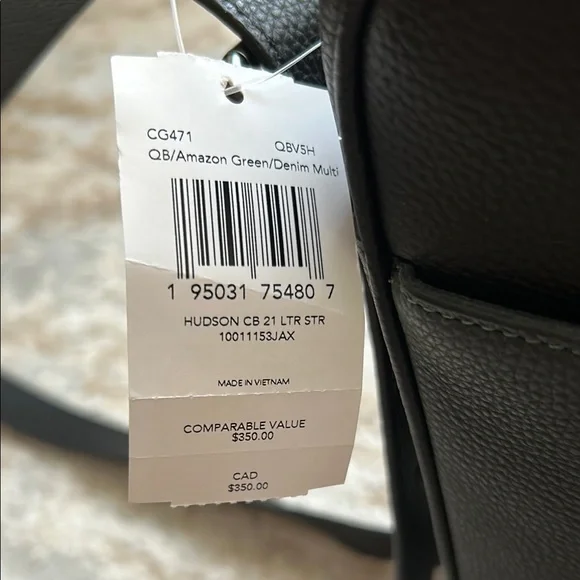 CG471 QBV5H
QB/Amazon Green/Denim Multi
1 95031 75480 7
HUDSON CB 21 LTR STR
10011153JAX
MADE IN VIETNAM
COMPARABLE VALUE
$350.00
CAD
$350.00